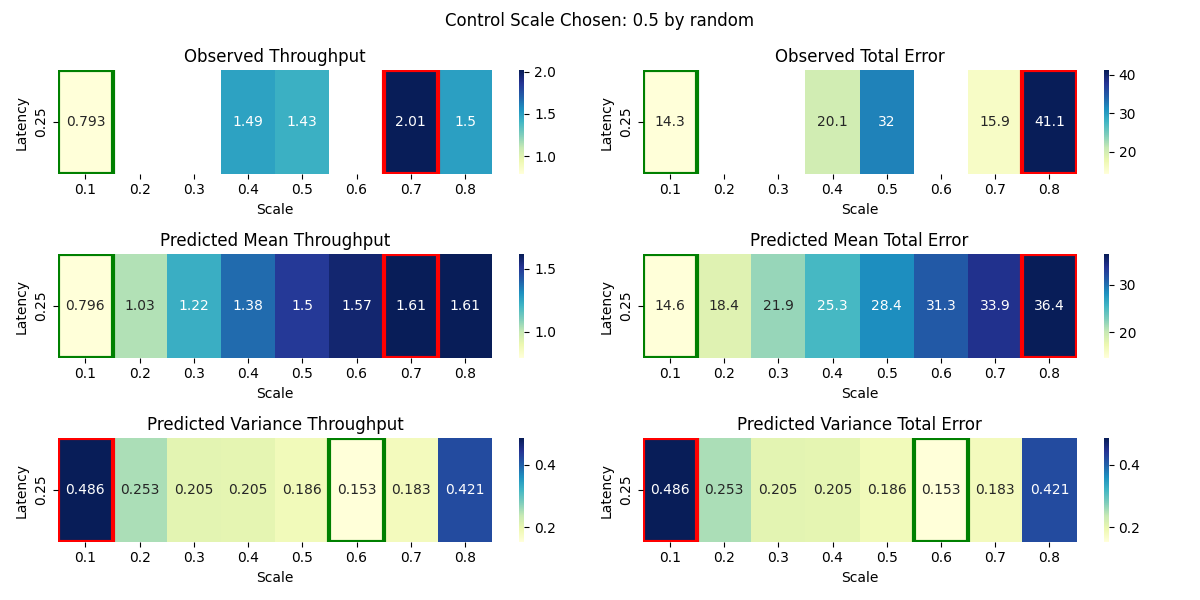 Control Scale Chosen: 0.5 by random
Observed Throughput
Latency
0.25
0.793 1.49 1.43 2.01 1.5
0.1 0.2 0.3 0.4 0.5 0.6 0.7 0.8
Scale
2.0
1.5
1.0
Observed Total Error
Latency
0.25
14.3 20.1 32 15.9 41.1
0.1 0.2 0.3 0.4 0.5 0.6 0.7 0.8
Scale
40
30
20
Predicted Mean Throughput
Latency
0.25
0.796 1.03 1.22 1.38 1.5 1.57 1.61 1.61
0.1 0.2 0.3 0.4 0.5 0.6 0.7 0.8
Scale
1.5
1.0
Predicted Mean Total Error
Latency
0.25
14.6 18.4 21.9 25.3 28.4 31.3 33.9 36.4
0.1 0.2 0.3 0.4 0.5 0.6 0.7 0.8
Scale
30
20
Predicted Variance Throughput
Latency
0.25
0.486 0.253 0.205 0.205 0.186 0.153 0.183 0.421
0.1 0.2 0.3 0.4 0.5 0.6 0.7 0.8
Scale
0.4
0.2
Predicted Variance Total Error
Latency
0.25
0.486 0.253 0.205 0.205 0.186 0.153 0.183 0.421
0.1 0.2 0.3 0.4 0.5 0.6 0.7 0.8
Scale
0.4
0.2